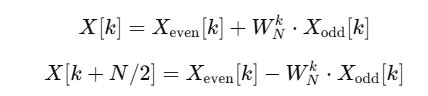 X[k] = X_even[k] + W_N^k · X_odd[k]
X[k + N/2] = X_even[k] − W_N^k · X_odd[k]